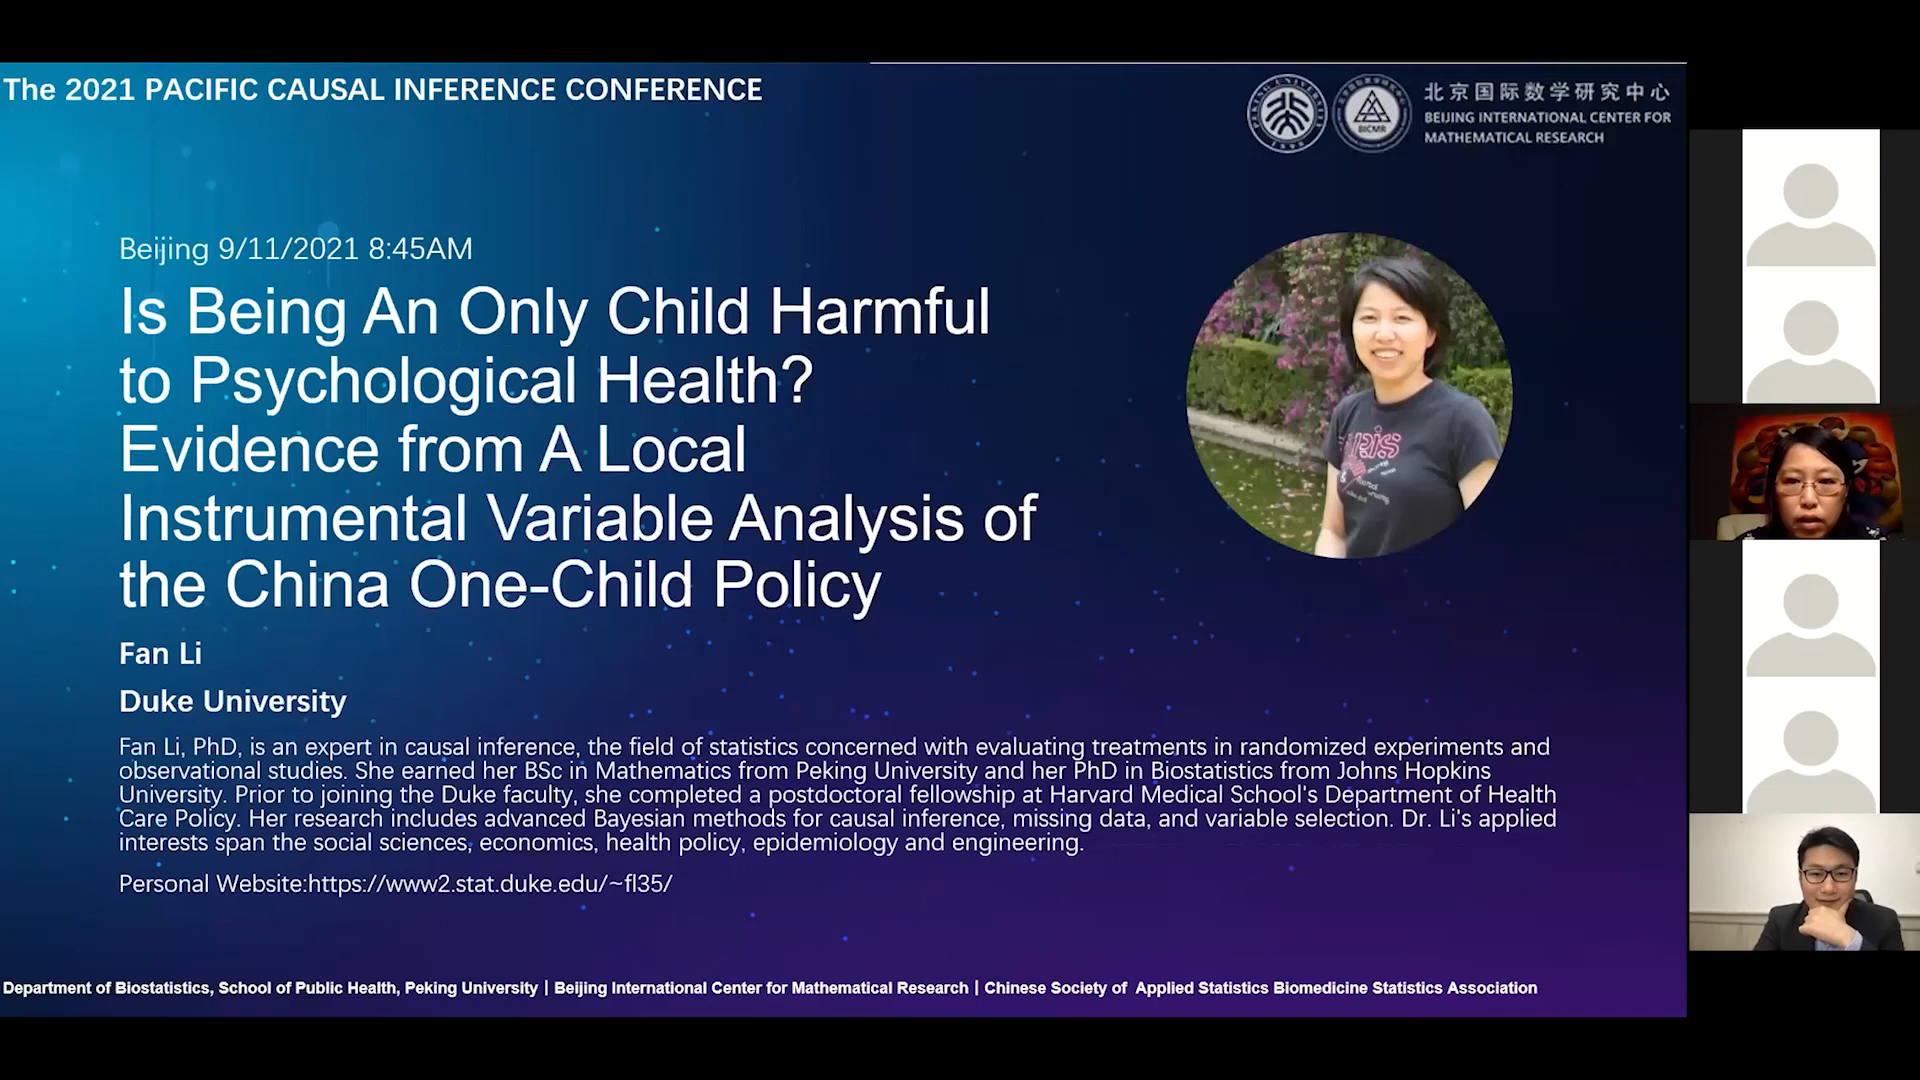 The 2021 PACIFIC CAUSAL INFERENCE CONFERENCE
北京国际数学研究中心
BEIJING INTERNATIONAL CENTER FOR
MATHEMATICAL RESEARCH
PEKING UNIVERSITY
1898
BICMR
Beijing 9/11/2021 8:45AM
Is Being An Only Child Harmful
to Psychological Health?
Evidence from A Local
Instrumental Variable Analysis of
the China One-Child Policy
Fan Li
Duke University
Fan Li, PhD, is an expert in causal inference, the field of statistics concerned with evaluating treatments in randomized experiments and
observational studies. She earned her BSc in Mathematics from Peking University and her PhD in Biostatistics from Johns Hopkins
University. Prior to joining the Duke faculty, she completed a postdoctoral fellowship at Harvard Medical School's Department of Health
Care Policy. Her research includes advanced Bayesian methods for causal inference, missing data, and variable selection. Dr. Li's applied
interests span the social sciences, economics, health policy, epidemiology and engineering.
Personal Website:https://www2.stat.duke.edu/~fl35/
Department of Biostatistics, School of Public Health, Peking University | Beijing International Center for Mathematical Research | Chinese Society of Applied Statistics Biomedicine Statistics Association